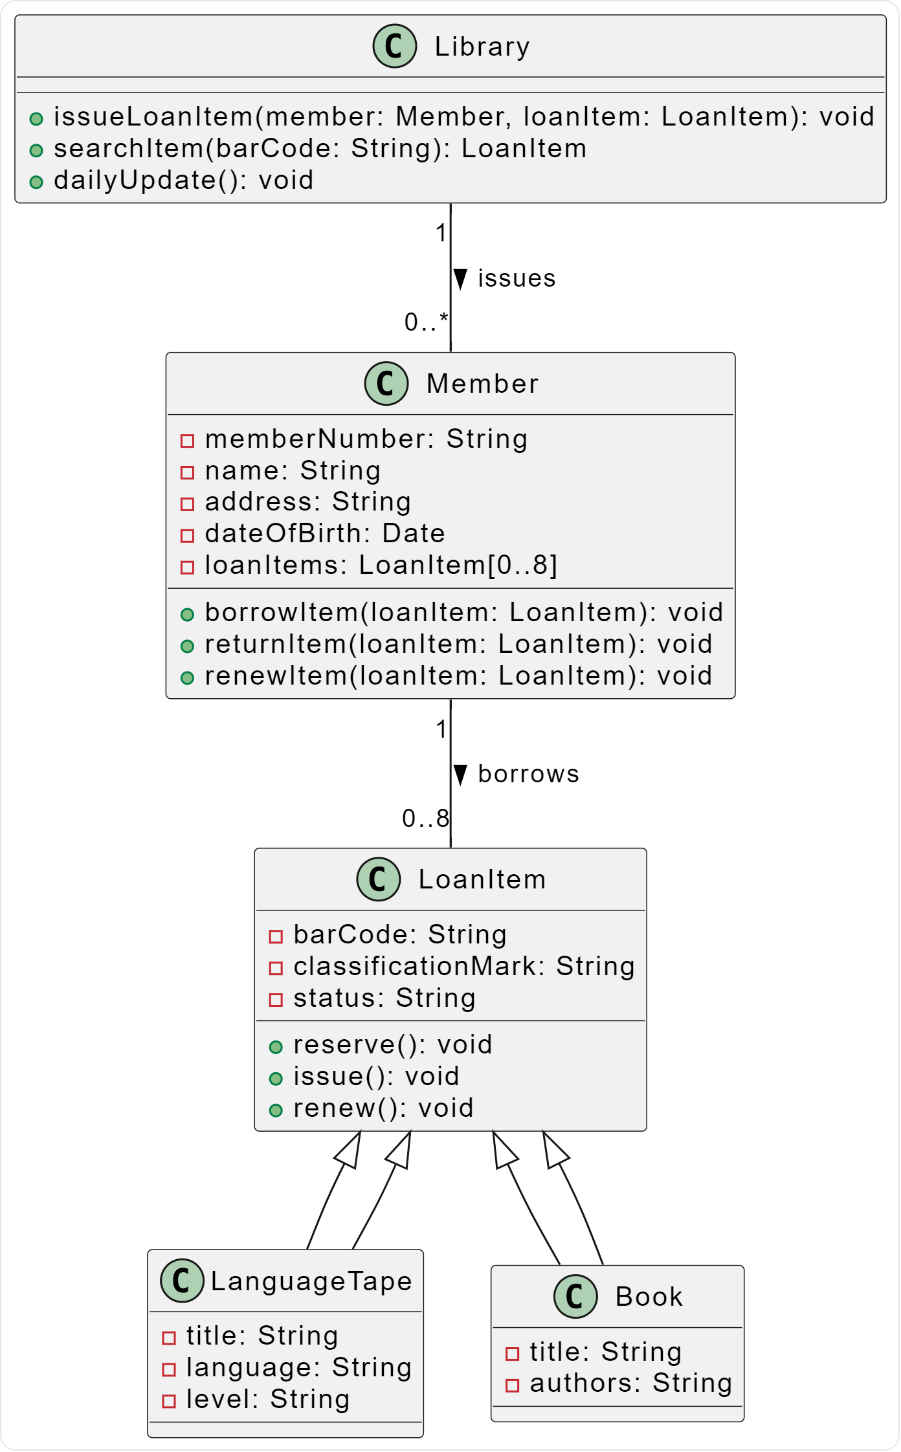 C Library
issueLoanItem(member: Member, loanItem: LoanItem): void
searchItem(barCode: String): LoanItem
dailyUpdate(): void
1
issues
0..*
C Member
memberNumber: String
name: String
address: String
dateOfBirth: Date
loanItems: LoanItem[0..8]
borrowItem(loanItem: LoanItem): void
returnItem(loanItem: LoanItem): void
renewItem(loanItem: LoanItem): void
1
borrows
0..8
C LoanItem
barCode: String
classificationMark: String
status: String
reserve(): void
issue(): void
renew(): void
C LanguageTape
title: String
language: String
level: String
C Book
title: String
authors: String